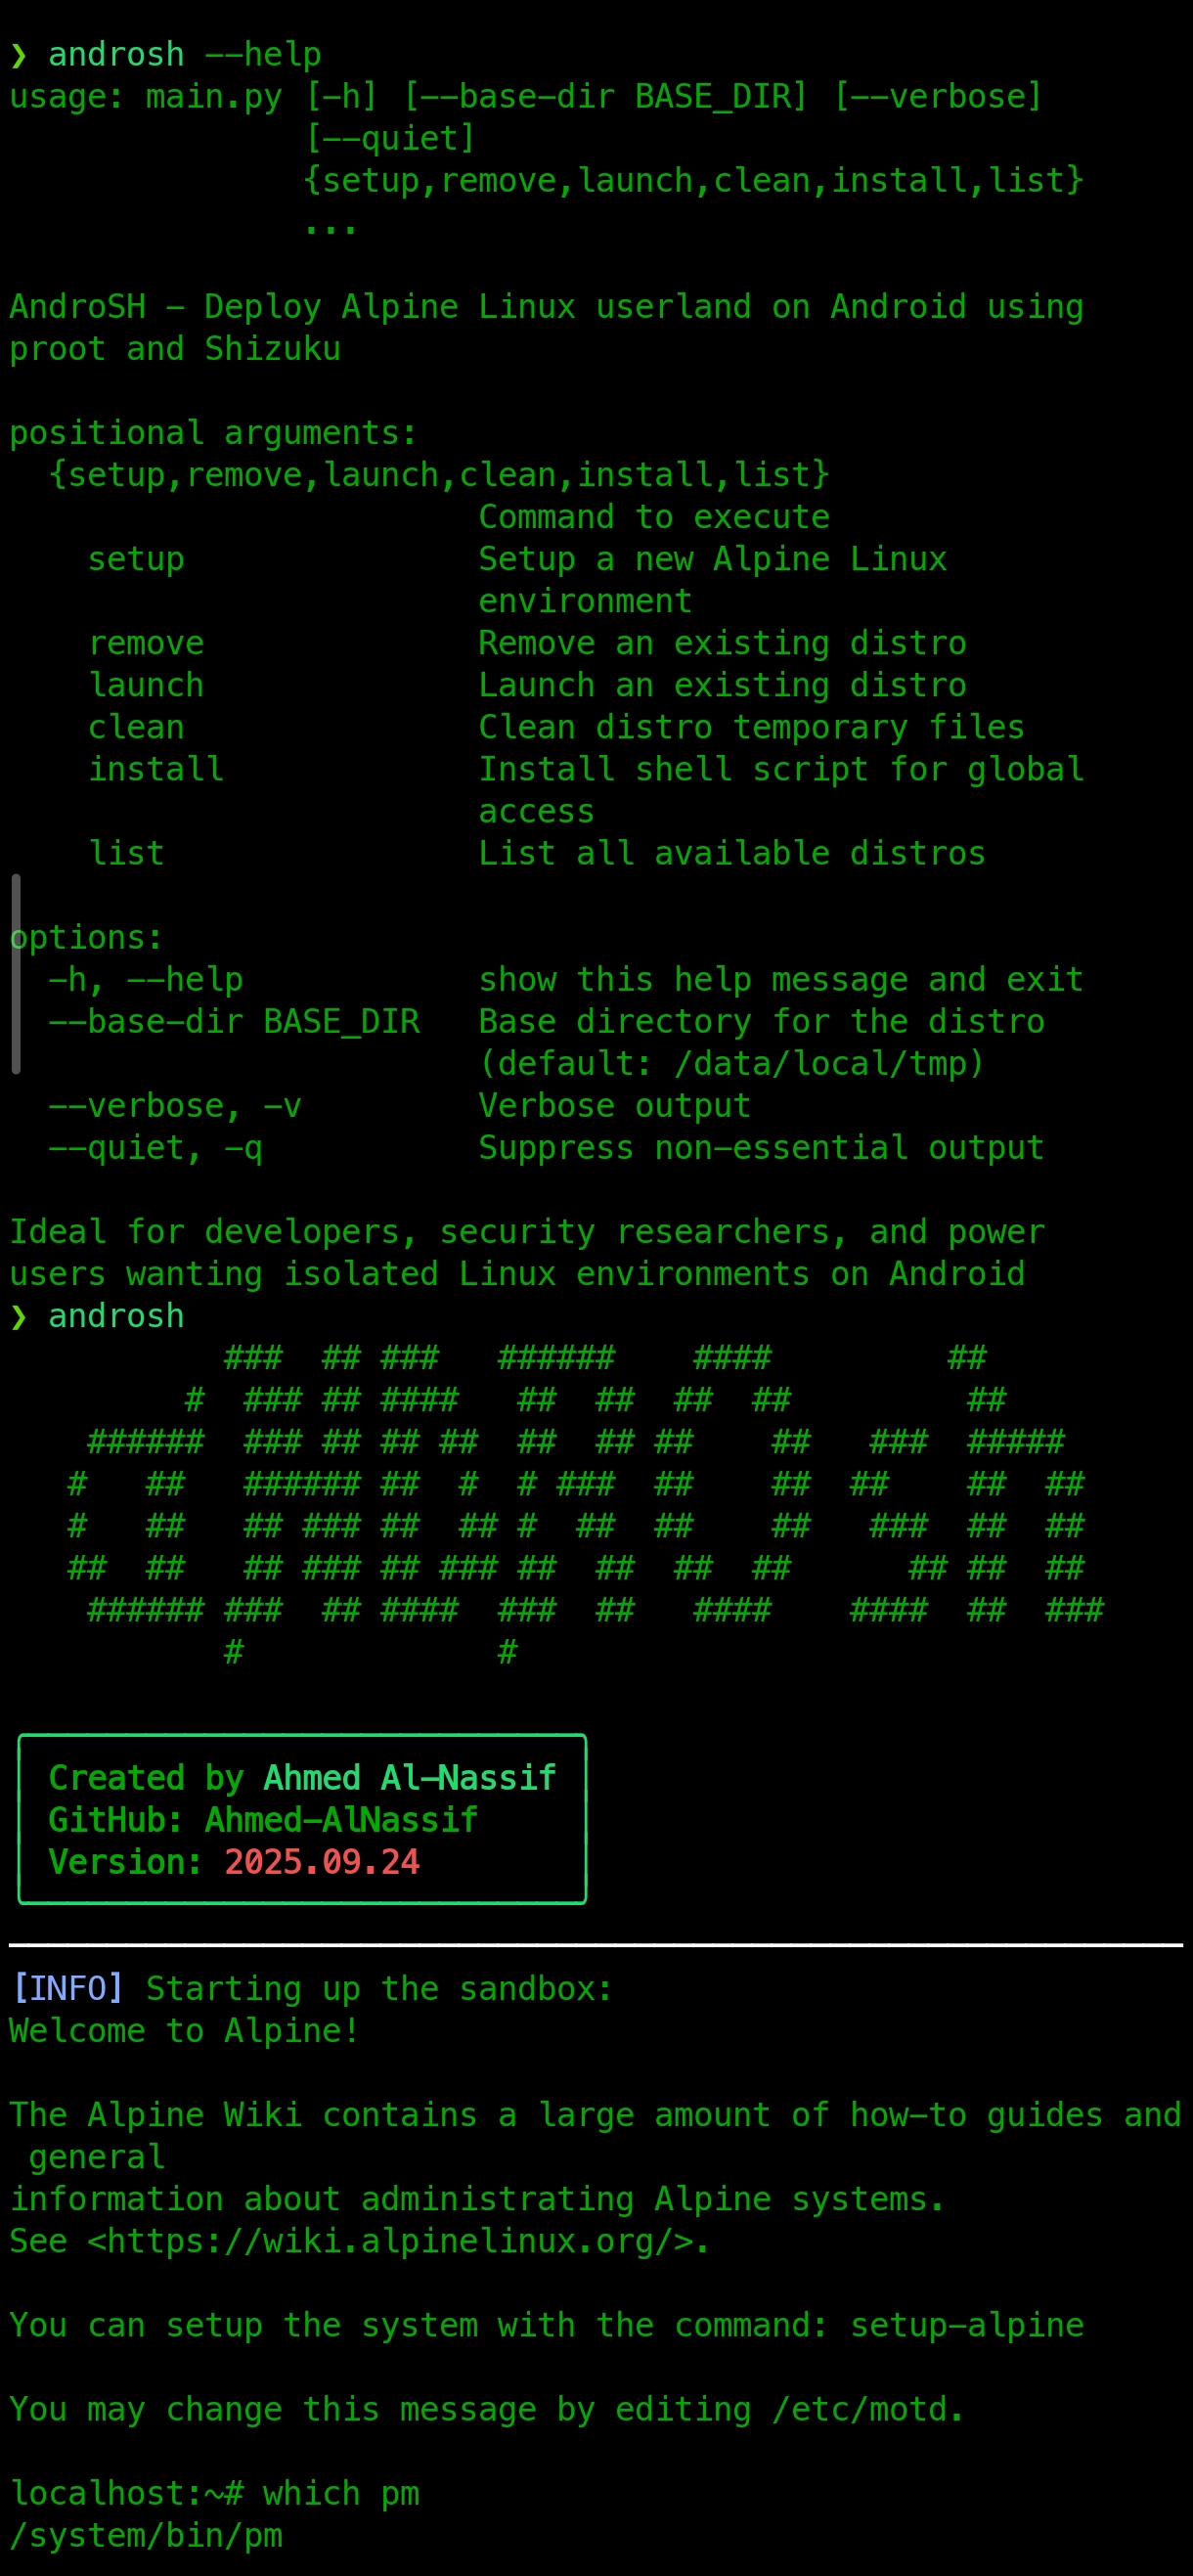 ❯ androsh --help
usage: main.py [-h] [--base-dir BASE_DIR] [--verbose]
               [--quiet]
               {setup,remove,launch,clean,install,list}
               ...

AndroSH - Deploy Alpine Linux userland on Android using
proot and Shizuku

positional arguments:
  {setup,remove,launch,clean,install,list}
                        Command to execute
    setup               Setup a new Alpine Linux
                        environment
    remove              Remove an existing distro
    launch              Launch an existing distro
    clean               Clean distro temporary files
    install             Install shell script for global
                        access
    list                List all available distros

options:
  -h, --help            show this help message and exit
  --base-dir BASE_DIR   Base directory for the distro
                        (default: /data/local/tmp)
  --verbose, -v         Verbose output
  --quiet, -q           Suppress non-essential output

Ideal for developers, security researchers, and power
users wanting isolated Linux environments on Android
❯ androsh
           ###  ## ###   ######    ####         ##
         #  ### ## ####   ##  ##  ##  ##         ##
    ######  ### ## ## ##  ##  ## ##    ##   ###  #####
   #   ##   ###### ##  #  # ###  ##    ##  ##    ##  ##
   #   ##   ## ### ##  ## #  ##  ##    ##   ###  ##  ##
   ##  ##   ## ### ## ### ##  ##  ##  ##      ## ##  ##
    ###### ###  ## ####  ###  ##   ####    ####  ##  ###
           #             #

Created by Ahmed Al-Nassif
GitHub: Ahmed-AlNassif
Version: 2025.09.24
[INFO] Starting up the sandbox:
Welcome to Alpine!

The Alpine Wiki contains a large amount of how-to guides and
 general
information about administrating Alpine systems.
See <https://wiki.alpinelinux.org/>.

You can setup the system with the command: setup-alpine

You may change this message by editing /etc/motd.

localhost:~# which pm
/system/bin/pm